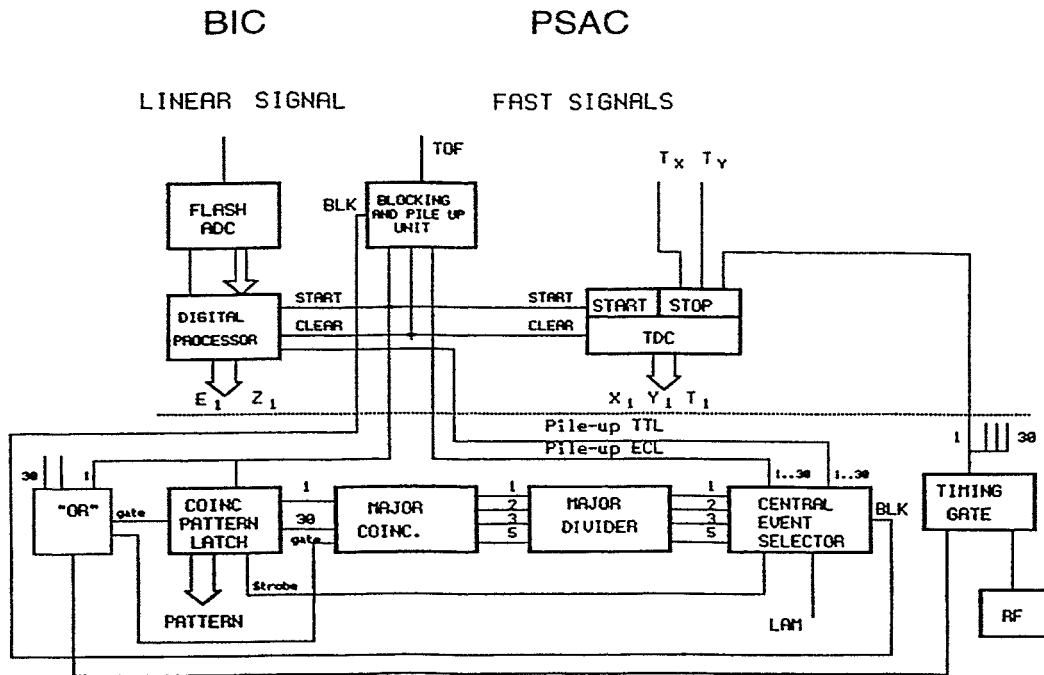 BIC PSAC
LINEAR SIGNAL FAST SIGNALS
TOF
T X T Y
BLK
FLASH
ADC
BLOCKING
AND PILE UP
UNIT
START START
START STOP
DIGITAL
PROCESSOR
CLEAR CLEAR
TDC
E 1 Z 1
X 1 Y 1 T 1
Pile-up TTL
Pile-up ECL
1 30
30 1
1..30 1..30
"OR"
gate
COINC
PATTERN
LATCH
1
30
gate
MAJOR
COINC.
1
2
3
5
MAJOR
DIVIDER
1
2
3
5
CENTRAL
EVENT
SELECTOR
BLK
TIMING
GATE
Strobe
PATTERN
LAM
RF